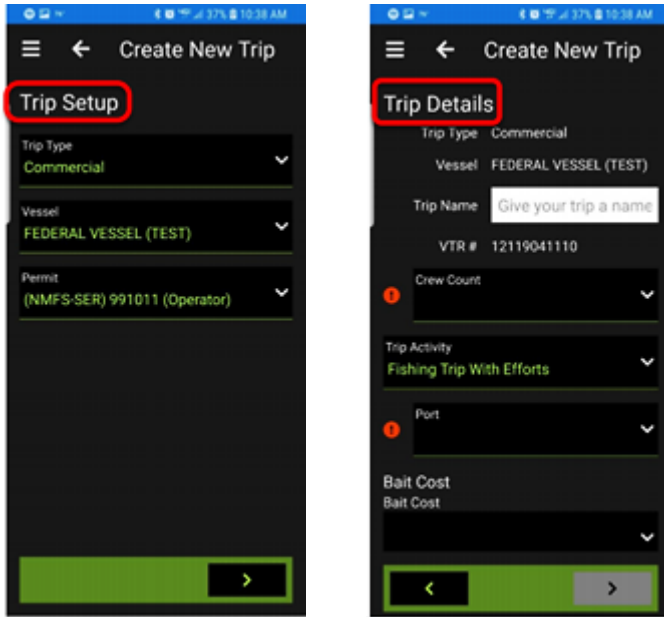 37% 10:38 AM
Create New Trip
Trip Setup
Trip Type
Commercial
Vessel
FEDERAL VESSEL (TEST)
Permit
(NMFS-SER) 991011 (Operator)
37% 10:38 AM
Create New Trip
Trip Details
Trip Type Commercial
Vessel FEDERAL VESSEL (TEST)
Trip Name Give your trip a name
VTR # 12119041110
Crew Count
Trip Activity
Fishing Trip With Efforts
Port
Bait Cost
Bait Cost